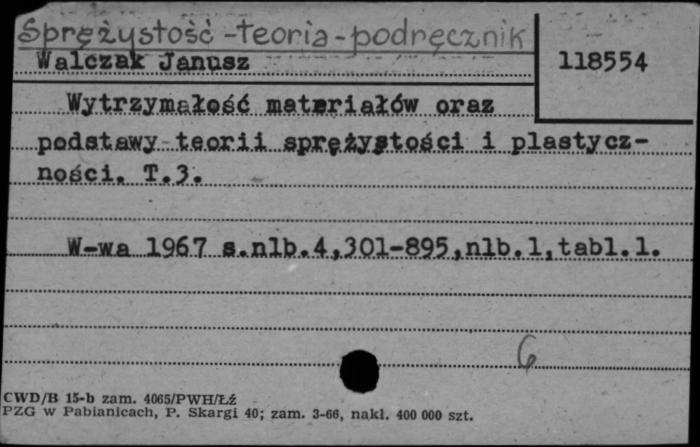 Sprężystość - teoria - podręcznik
Walczak Janusz
118554
Wytrzymałość materiałów oraz
podstawy teorii sprężystości i plastycz-
ności. T.3.
W-wa 1967 s.nlb.4,301-895,nlb.1,tabl.1.
6
CWD/B 15-b zam. 4065/PWH/Łź
PZG w Pabianicach, P. Skargi 40; zam. 3-66, nakł. 400 000 szt.